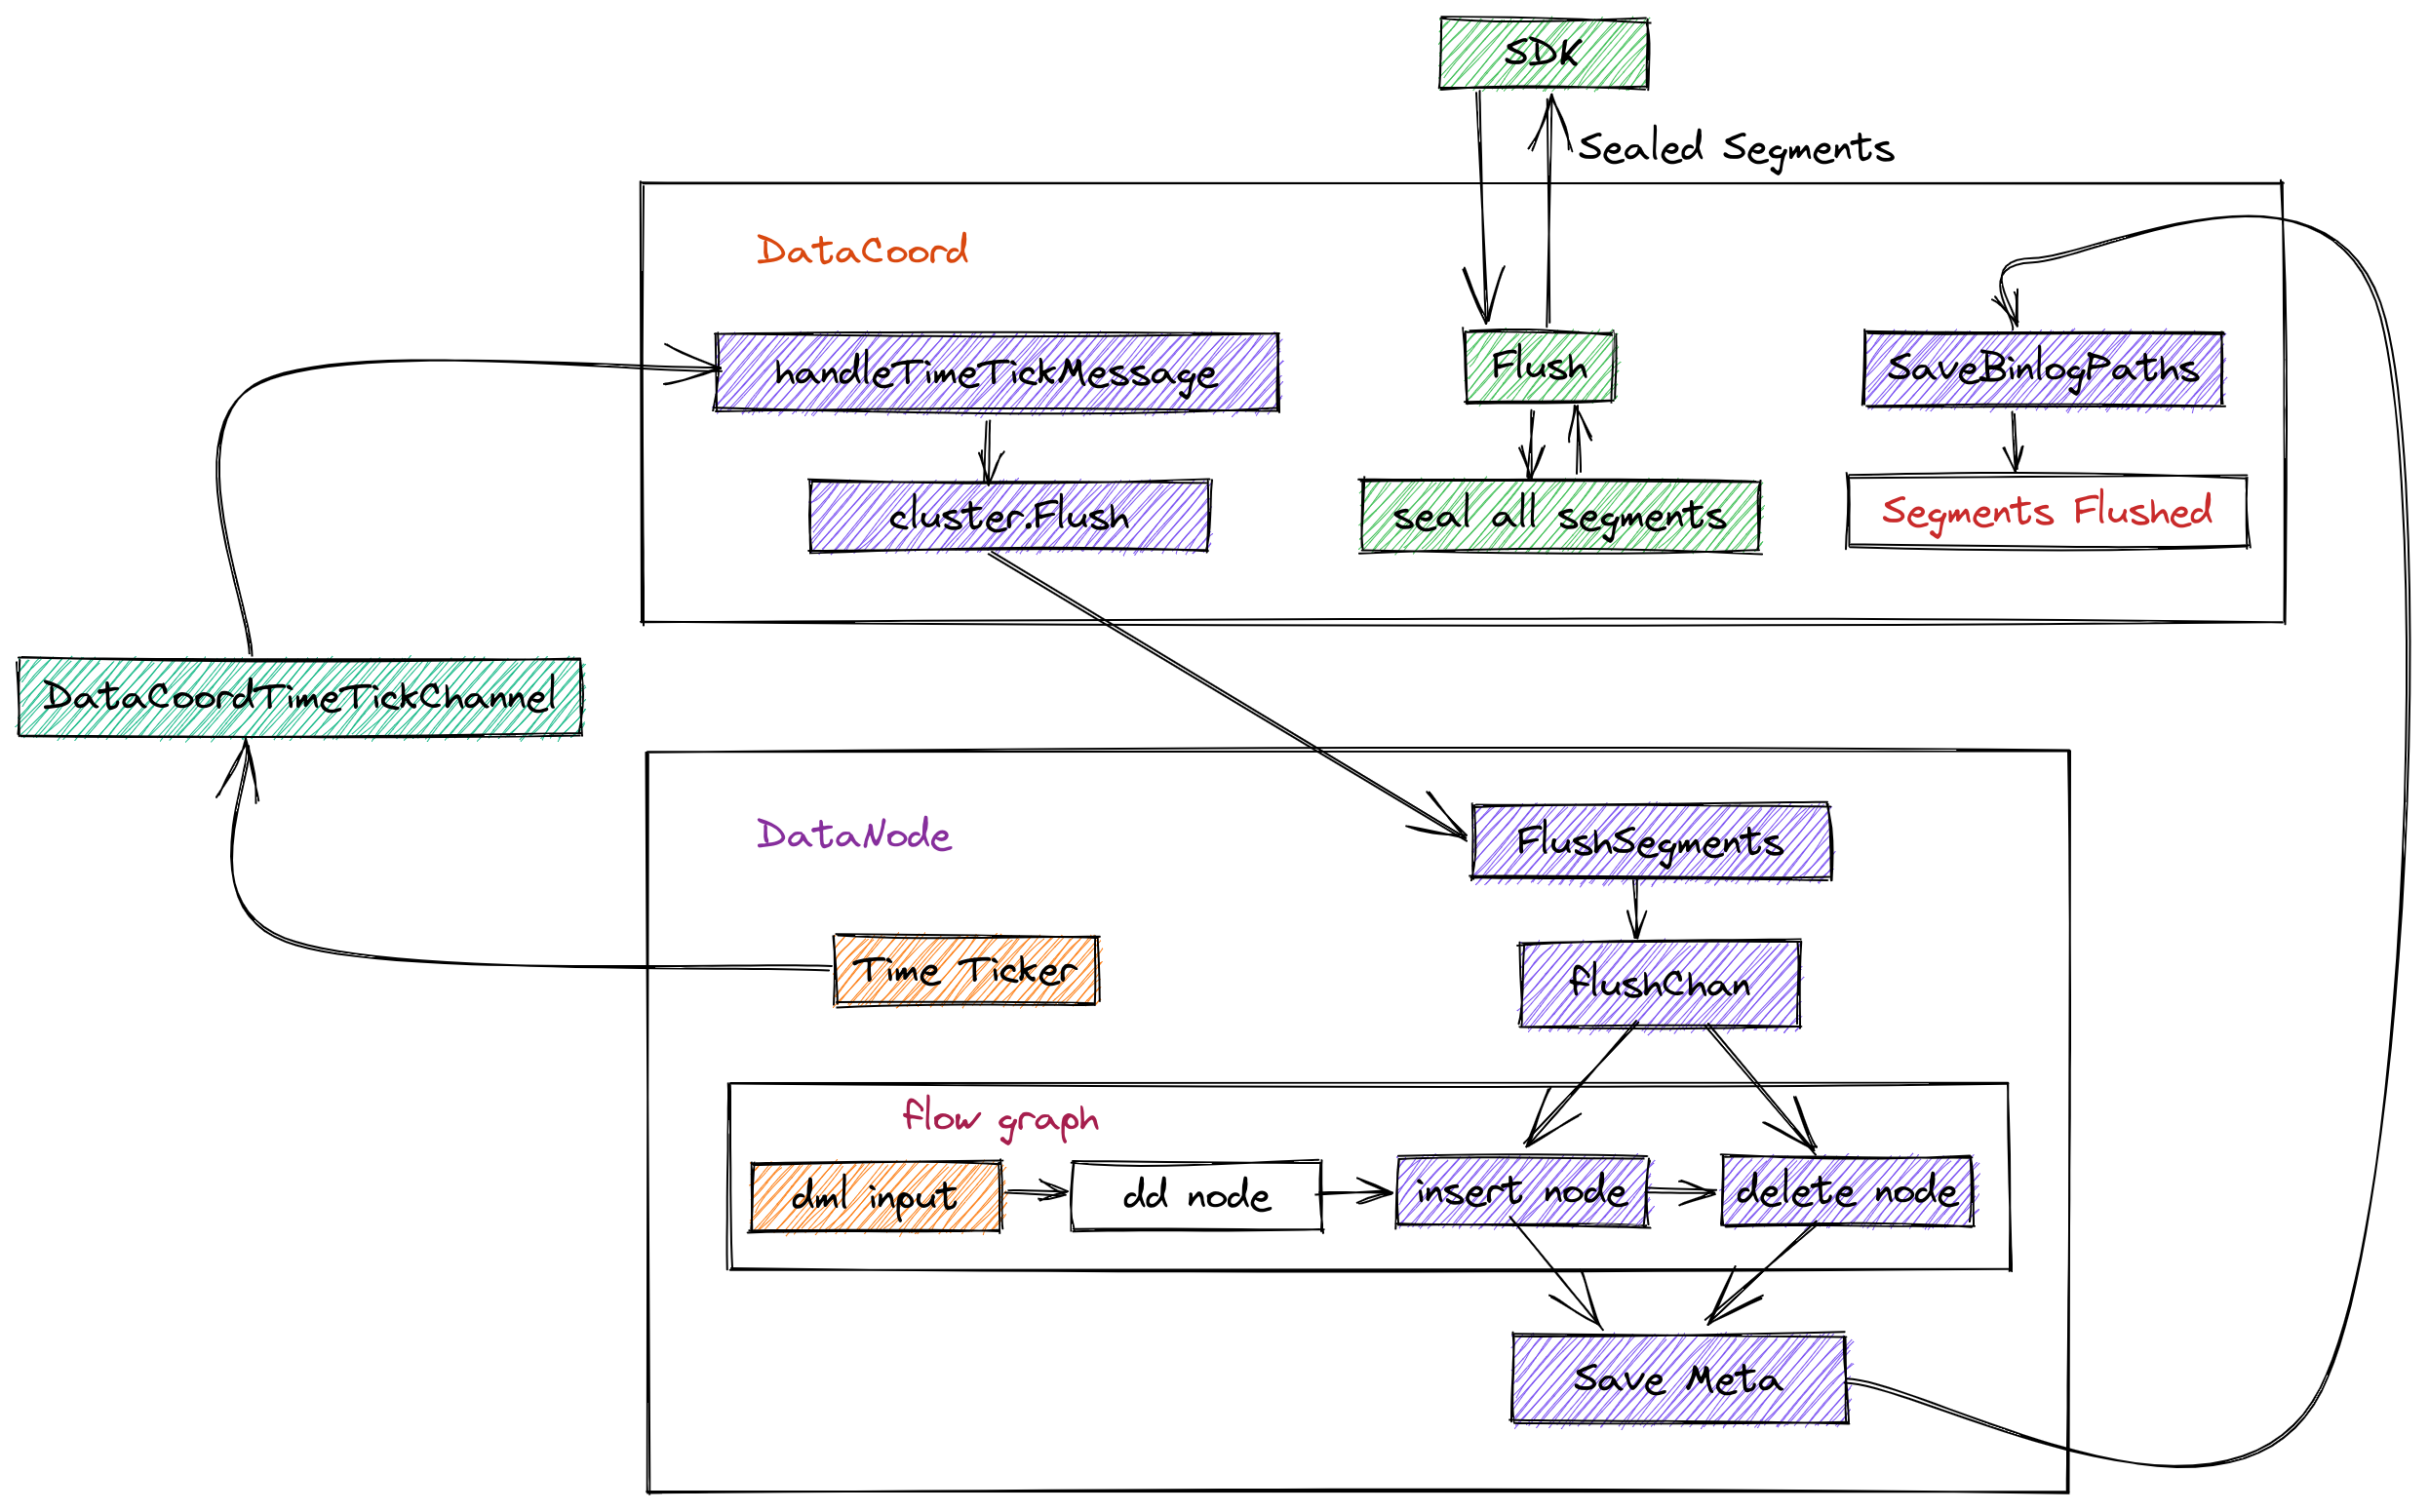 SDK
Sealed Segments
DataCoord
handleTimeTickMessage
Flush
SaveBinlogPaths
cluster.Flush
seal all segments
Segments Flushed
DataCoordTimeTickChannel
DataNode
FlushSegments
Time Ticker
flushChan
flow graph
dml input
dd node
insert node
delete node
Save Meta